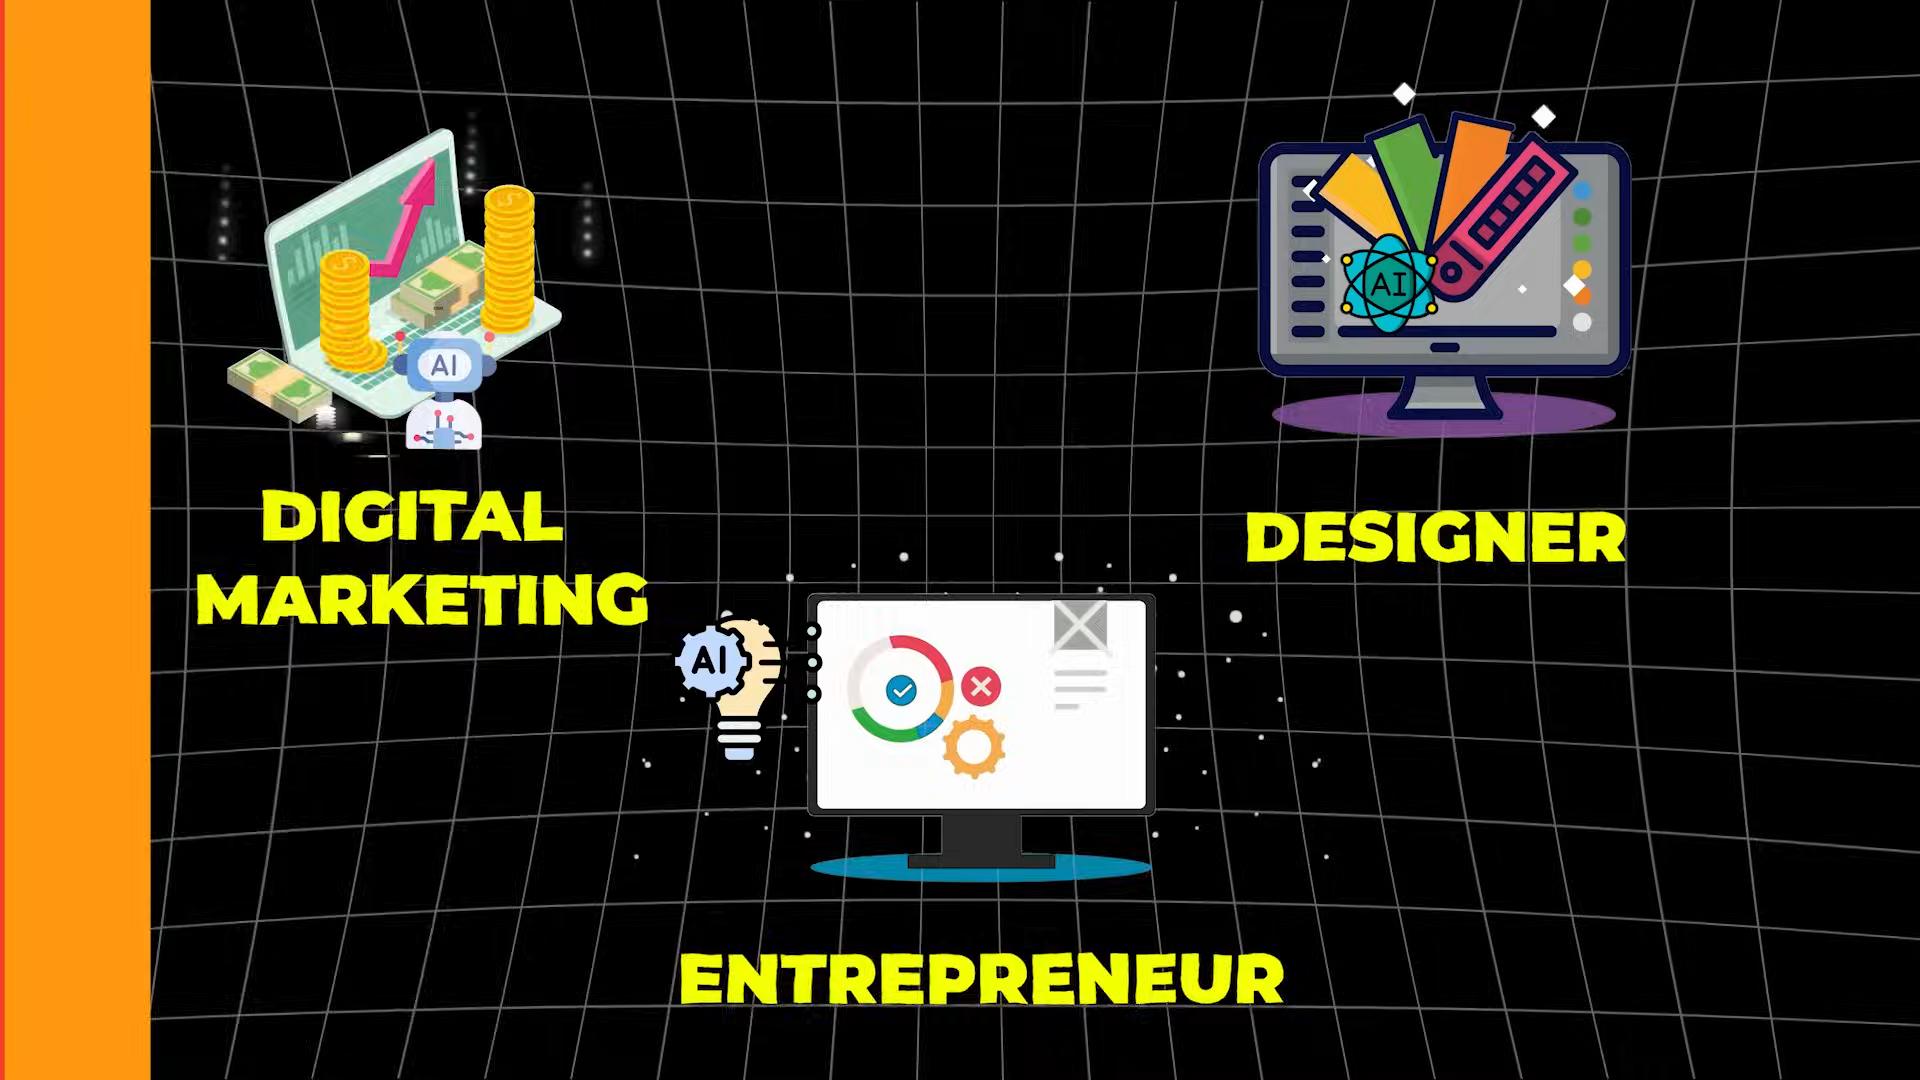 AI
DIGITAL
MARKETING
AI
DESIGNER
AI
ENTREPRENEUR